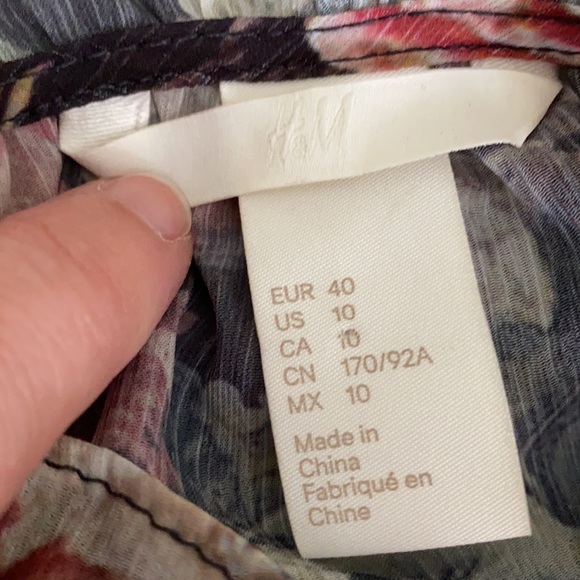 H&M
EUR 40
US 10
CA 10
CN 170/92A
MX 10
Made in
China
Fabriqué en
Chine